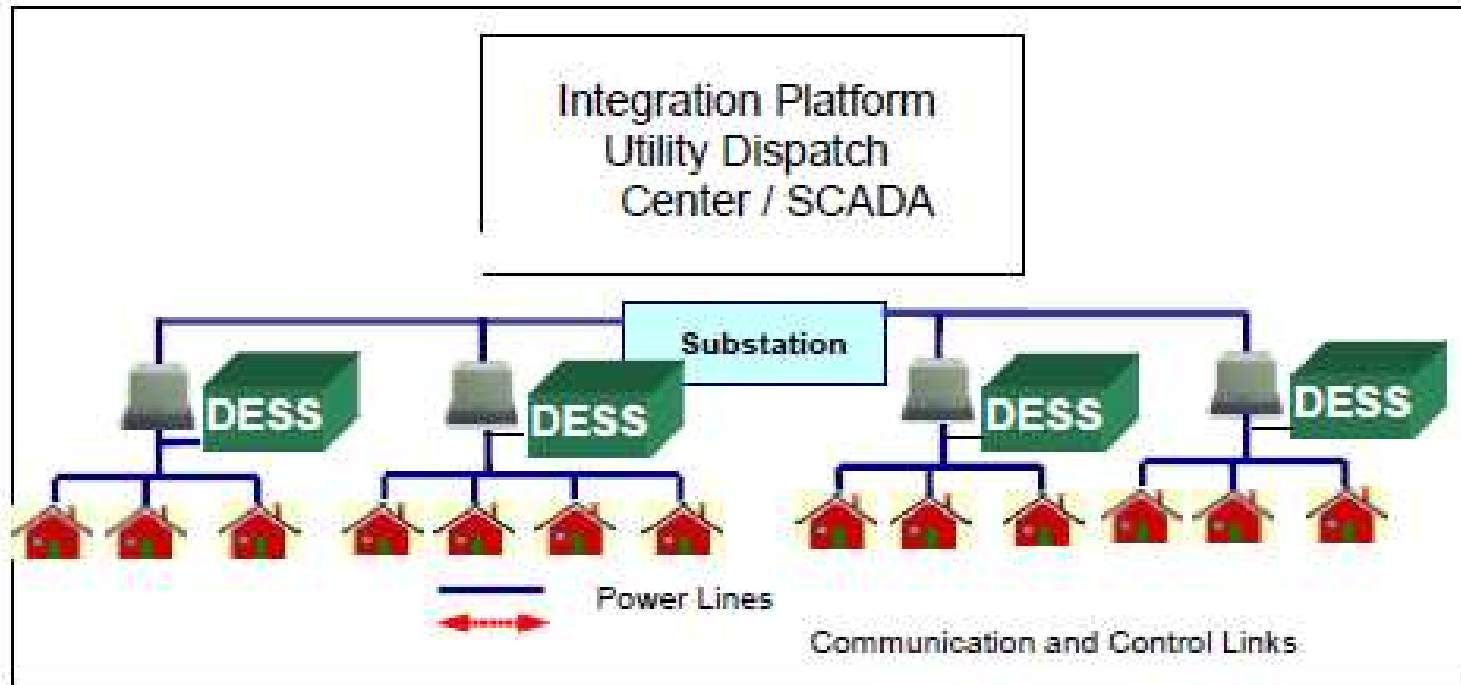 Integration Platform
Utility Dispatch
Center / SCADA
Substation
DESS
DESS
DESS
DESS
Power Lines
Communication and Control Links